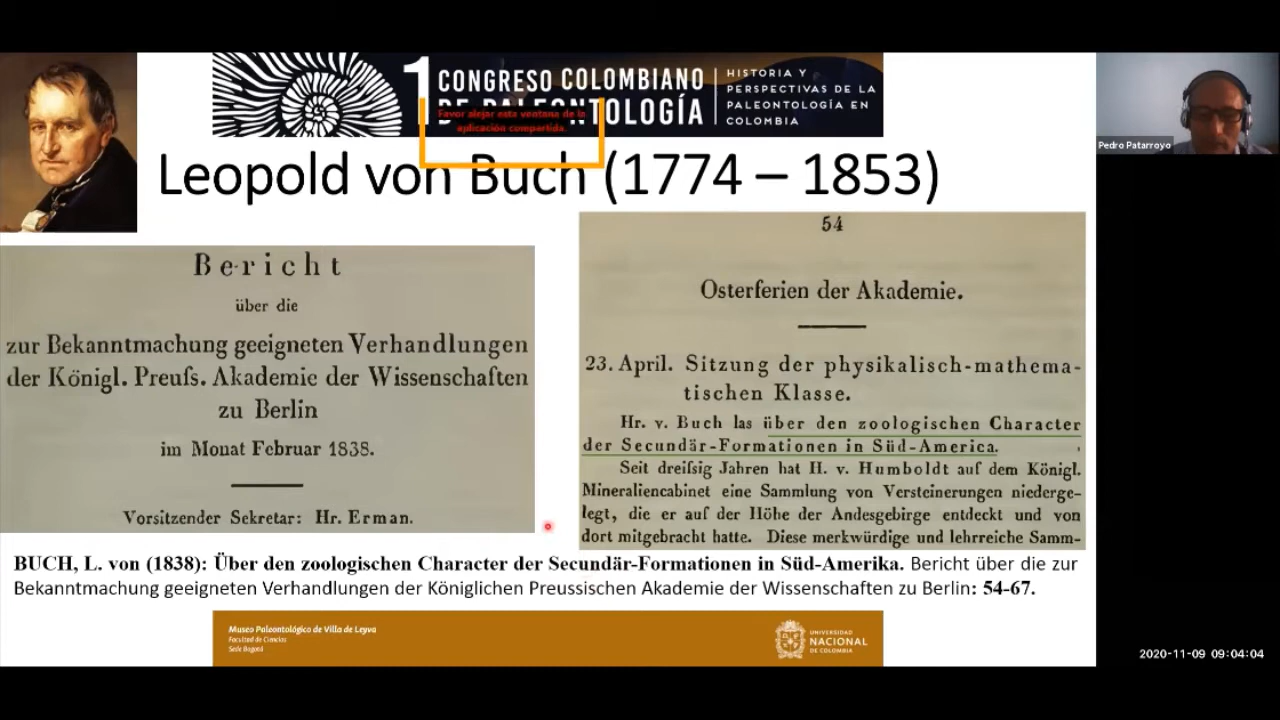 1 CONGRESO COLOMBIANO
DE PALEONTOLOGÍA
HISTORIA Y
PERSPECTIVAS DE LA
PALEONTOLOGÍA EN
COLOMBIA
Favor alejar esta ventana de la
aplicación compartida.
Pedro Patarroyo
Leopold von Buch (1774 – 1853)
Bericht
über die
zur Bekanntmachung geeigneten Verhandlungen
der Königl. Preuſs. Akademie der Wissenschaften
zu Berlin
im Monat Februar 1838.
Vorsitzender Sekretar: Hr. Erman.
54
Osterferien der Akademie.
23. April. Sitzung der physikalisch-mathema-
tischen Klasse.
Hr. v. Buch las über den zoologischen Character
der Secundär-Formationen in Süd-America.
Seit dreiſsig Jahren hat H. v. Humboldt auf dem Königl.
Mineraliencabinet eine Sammlung von Versteinerungen niederge-
legt, die er auf der Höhe der Andesgebirge entdeckt und von
dort mitgebracht hatte. Diese merkwürdige und lehrreiche Samm-
BUCH, L. von (1838): Über den zoologischen Character der Secundär-Formationen in Süd-Amerika. Bericht über die zur
Bekanntmachung geeigneten Verhandlungen der Königlichen Preussischen Akademie der Wissenschaften zu Berlin: 54-67.
Museo Paleontológico de Villa de Leyva
Facultad de Ciencias
Sede Bogotá
UNIVERSIDAD
NACIONAL
DE COLOMBIA
2020-11-09 09:04:04